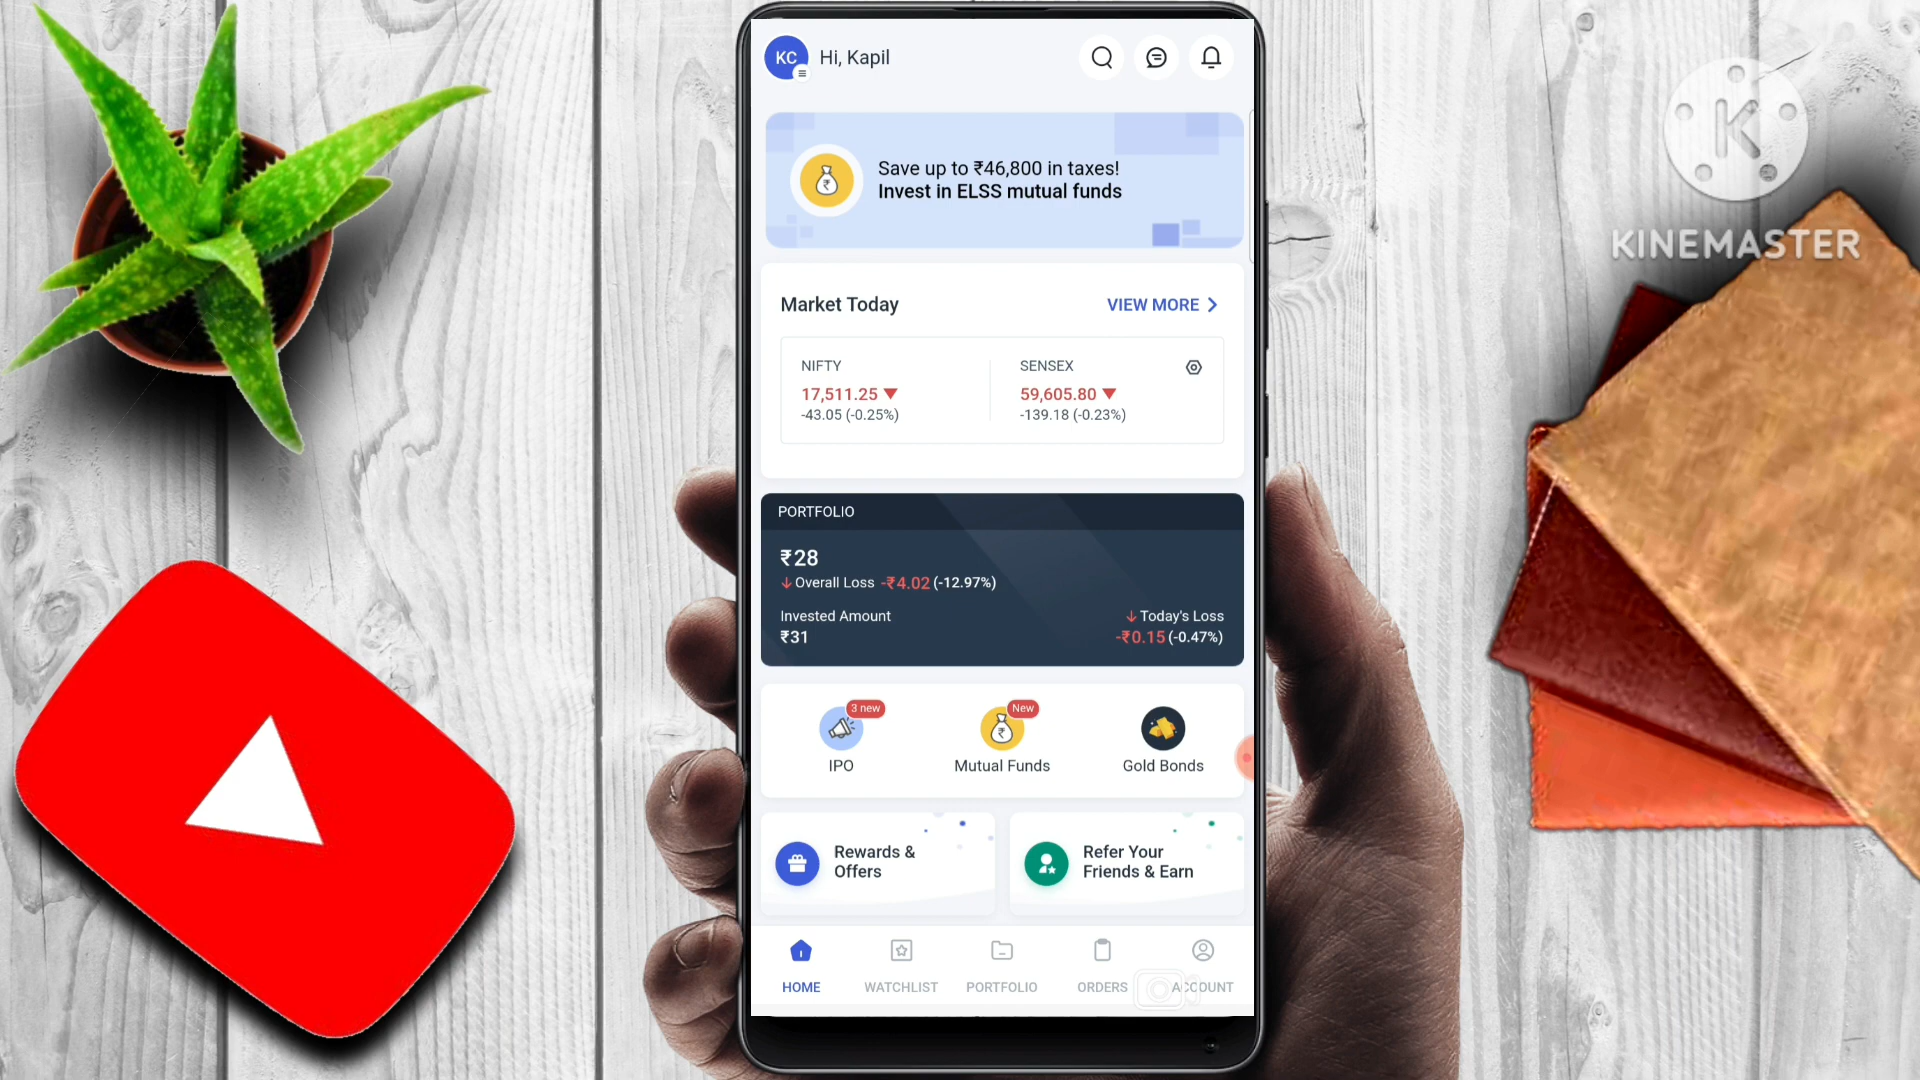 KC
Hi, Kapil
Save up to ₹46,800 in taxes!
Invest in ELSS mutual funds
KINEMASTER
K
Market Today
VIEW MORE
NIFTY
SENSEX
17,511.25
59,605.80
-43.05 (-0.25%)
-139.18 (-0.23%)
PORTFOLIO
₹28
Overall Loss -₹4.02 (-12.97%)
Invested Amount
Today's Loss
₹31
-₹0.15 (-0.47%)
3 new
New
IPO
Mutual Funds
Gold Bonds
Rewards &
Offers
Refer Your
Friends & Earn
HOME
WATCHLIST
PORTFOLIO
ORDERS
ACCOUNT